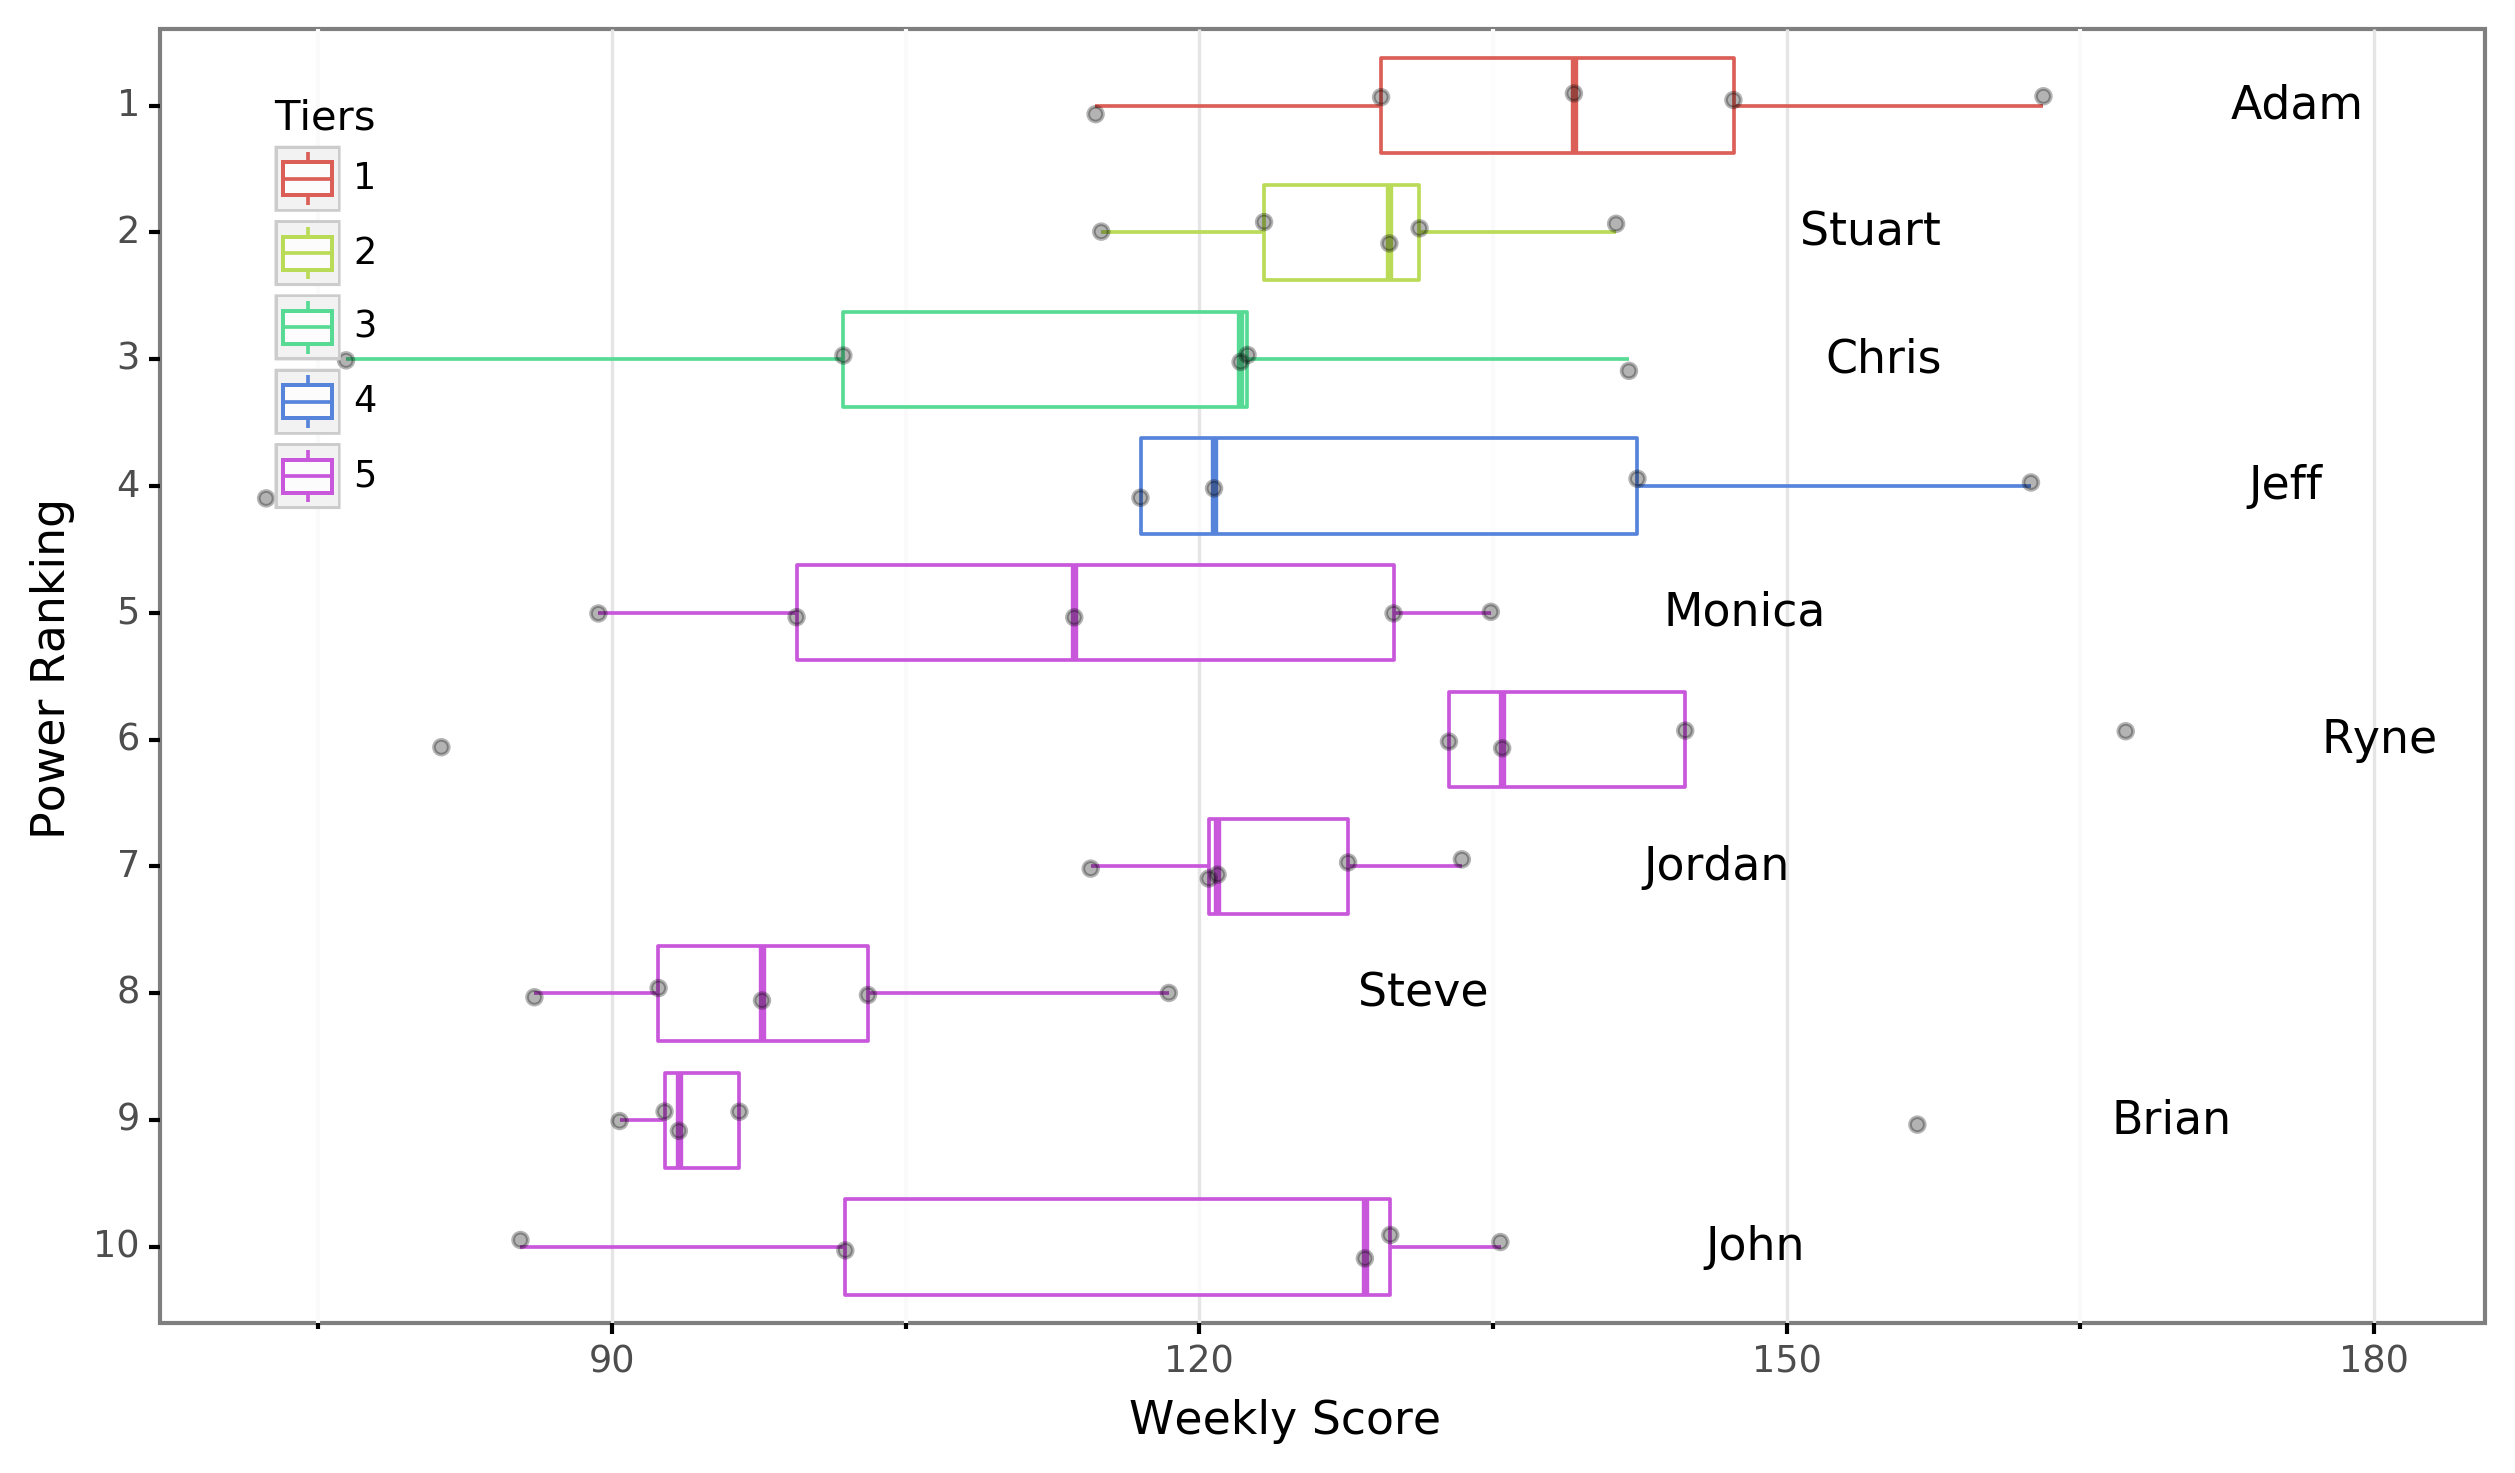 Power Ranking
1
2
3
4
5
6
7
8
9
10
Tiers
1
2
3
4
5
Adam
Stuart
Chris
Jeff
Monica
Ryne
Jordan
Steve
Brian
John
90 120 150 180
Weekly Score